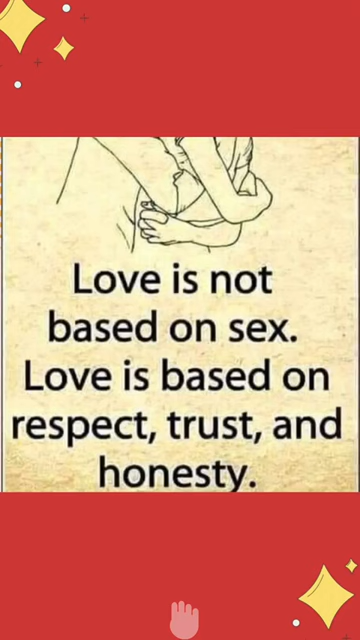 Love is not
based on sex.
Love is based on
respect, trust, and
honesty.